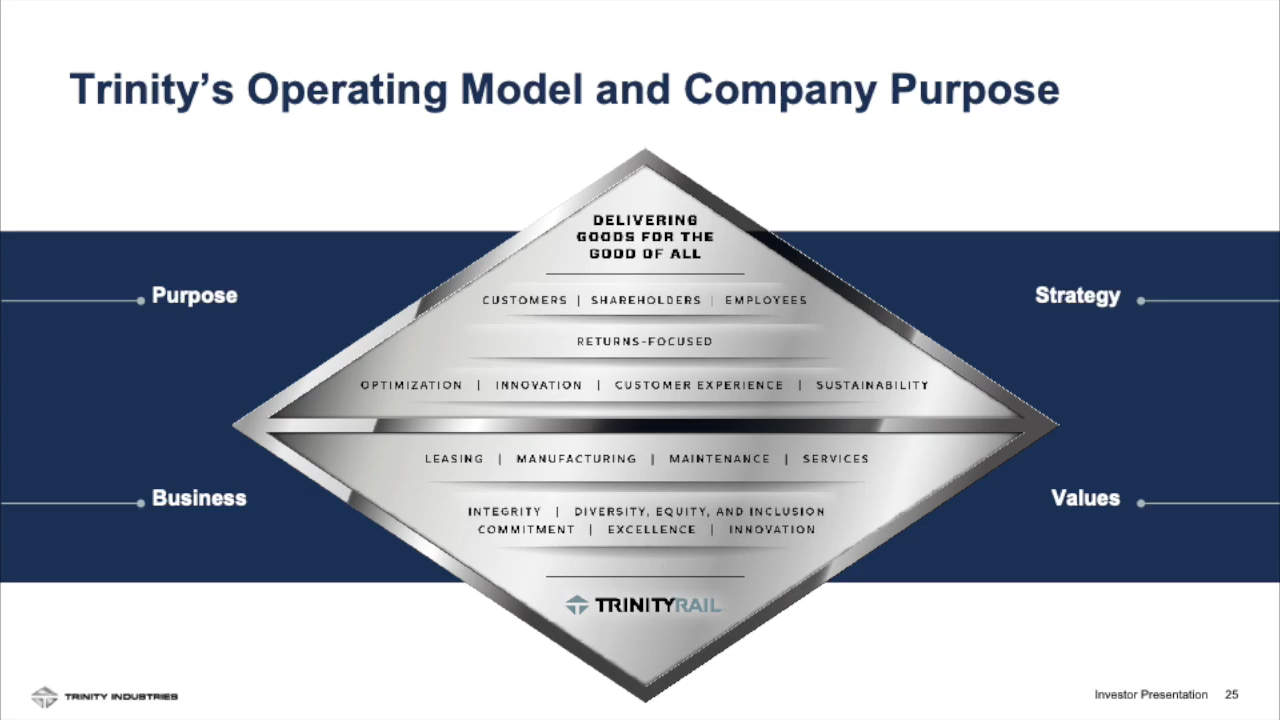 Trinity’s Operating Model and Company Purpose
DELIVERING
GOODS FOR THE
GOOD OF ALL
Purpose
CUSTOMERS | SHAREHOLDERS | EMPLOYEES
Strategy
RETURNS-FOCUSED
OPTIMIZATION | INNOVATION | CUSTOMER EXPERIENCE | SUSTAINABILITY
LEASING | MANUFACTURING | MAINTENANCE | SERVICES
Business
Values
INTEGRITY | DIVERSITY, EQUITY, AND INCLUSION
COMMITMENT | EXCELLENCE | INNOVATION
TRINITYRAIL
TRINITY INDUSTRIES
Investor Presentation 25